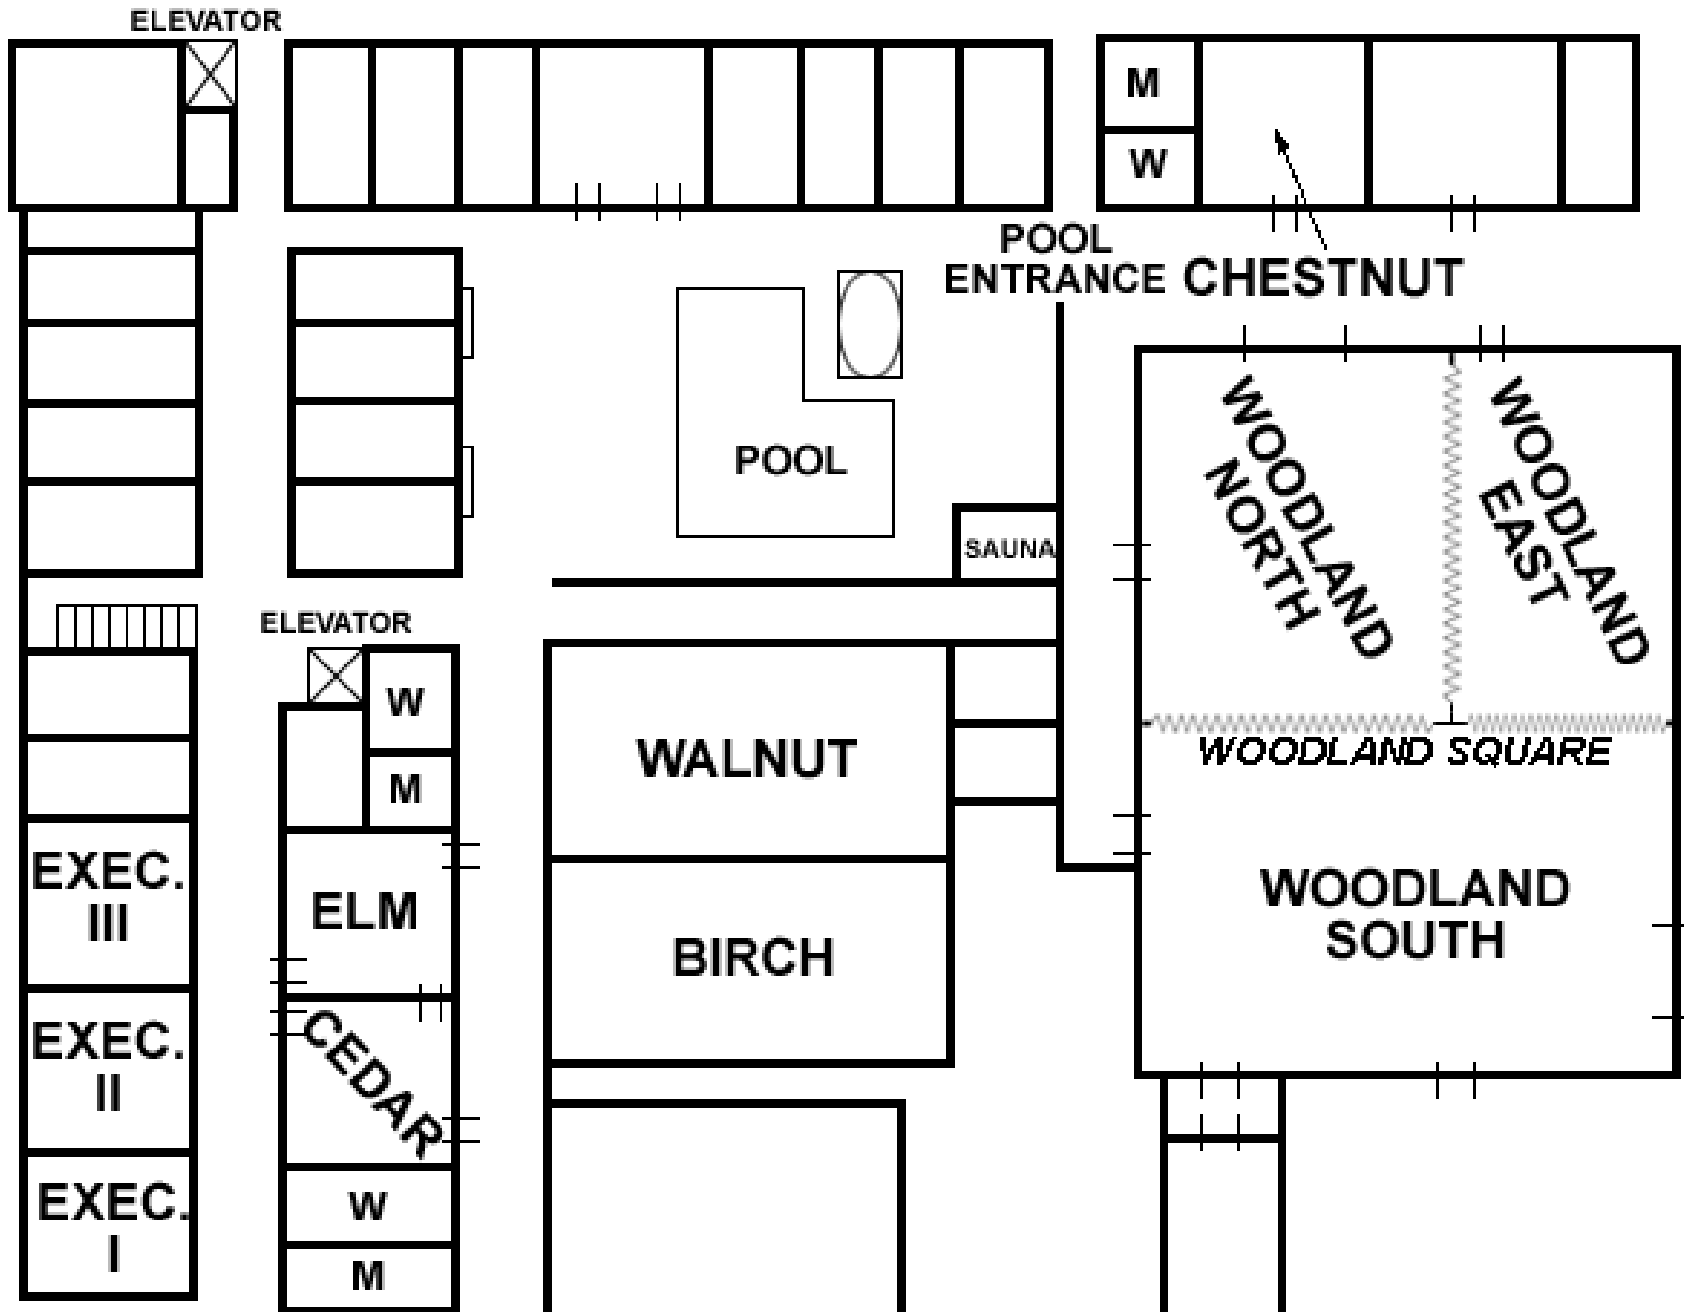 ELEVATOR
M
W
POOL
ENTRANCE
CHESTNUT
POOL
SAUNA
WOODLAND
NORTH
WOODLAND
EAST
ELEVATOR
W
M
WALNUT
WOODLAND SQUARE
EXEC.
III
ELM
BIRCH
WOODLAND
SOUTH
EXEC.
II
CEDAR
EXEC.
I
W
M